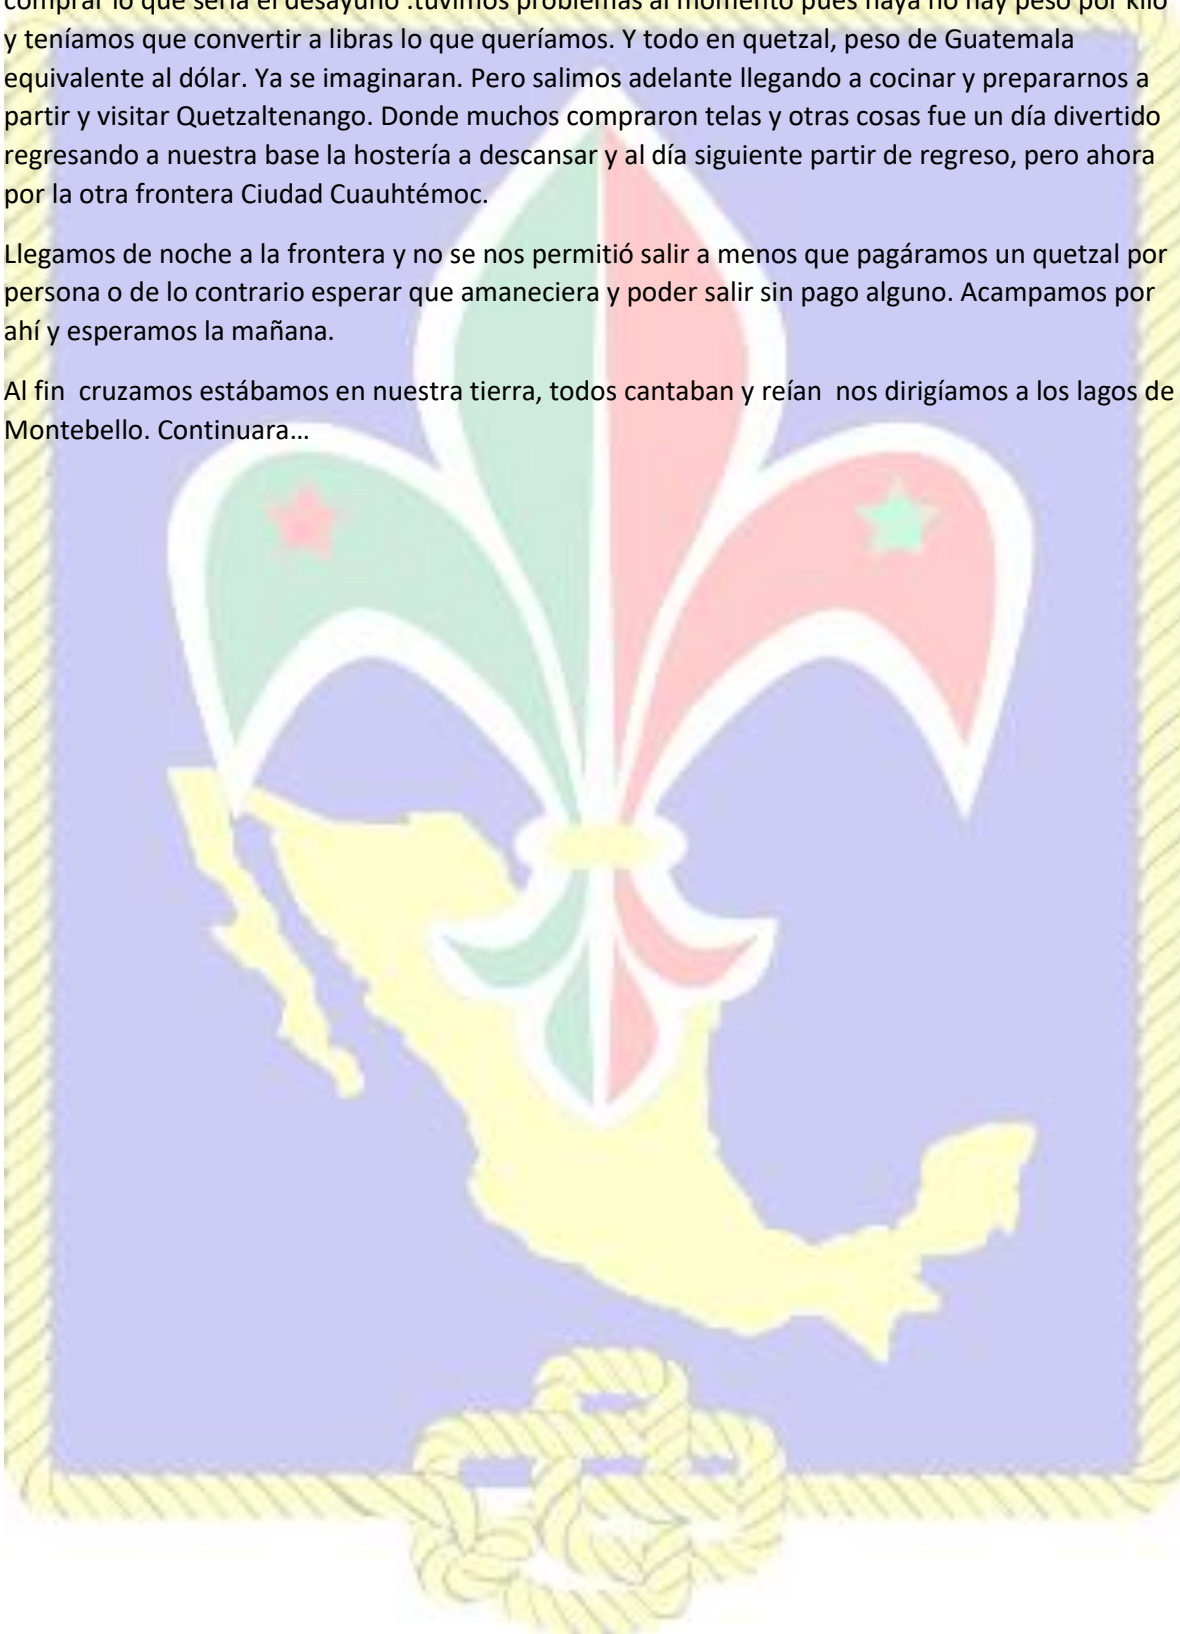 comprar lo que sería el desayuno .tuvimos problemas al momento pues haya no hay peso por kilo
y teníamos que convertir a libras lo que queríamos. Y todo en quetzal, peso de Guatemala
equivalente al dólar. Ya se imaginaran. Pero salimos adelante llegando a cocinar y prepararnos a
partir y visitar Quetzaltenango. Donde muchos compraron telas y otras cosas fue un día divertido
regresando a nuestra base la hostería a descansar y al día siguiente partir de regreso, pero ahora
por la otra frontera Ciudad Cuauhtémoc.
Llegamos de noche a la frontera y no se nos permitió salir a menos que pagáramos un quetzal por
persona o de lo contrario esperar que amaneciera y poder salir sin pago alguno. Acampamos por
ahí y esperamos la mañana.
Al fin  cruzamos estábamos en nuestra tierra, todos cantaban y reían  nos dirigíamos a los lagos de
Montebello. Continuara…